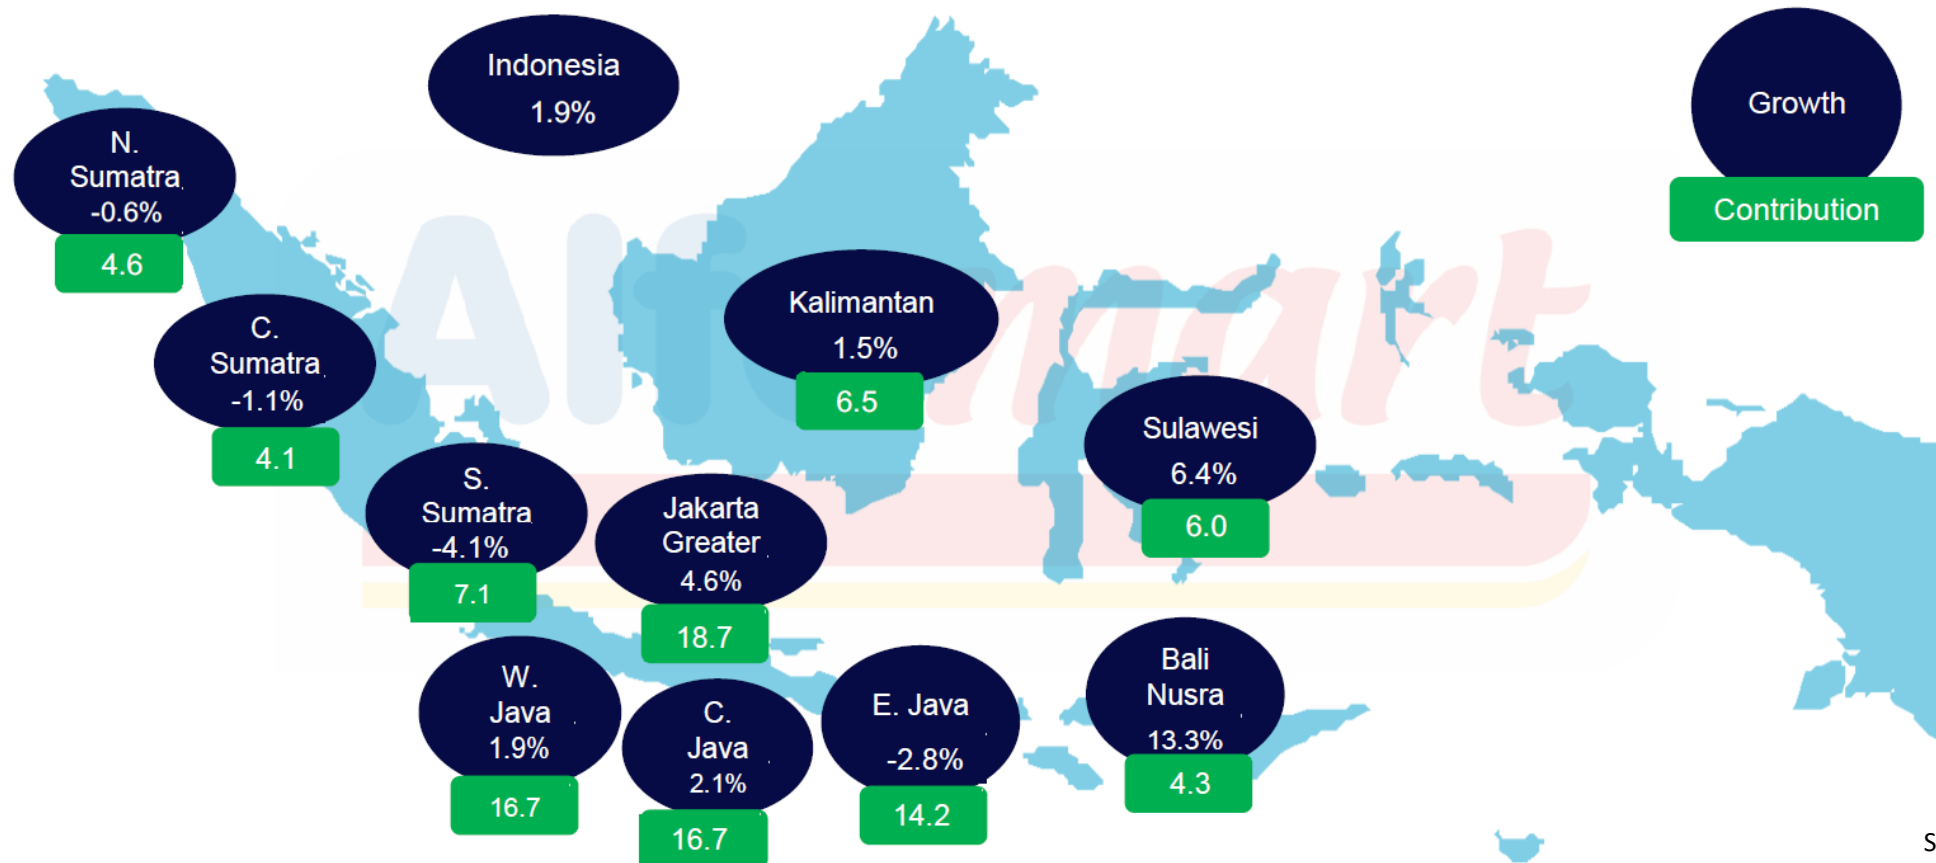 Indonesia
1.9%
Growth
Contribution
N.
Sumatra
-0.6%
4.6
C.
Sumatra
-1.1%
4.1
S.
Sumatra
-4.1%
7.1
Jakarta
Greater
4.6%
18.7
Kalimantan
1.5%
6.5
Sulawesi
6.4%
6.0
W.
Java
1.9%
16.7
C.
Java
2.1%
16.7
E. Java
-2.8%
14.2
Bali
Nusra
13.3%
4.3
Alfamart
S